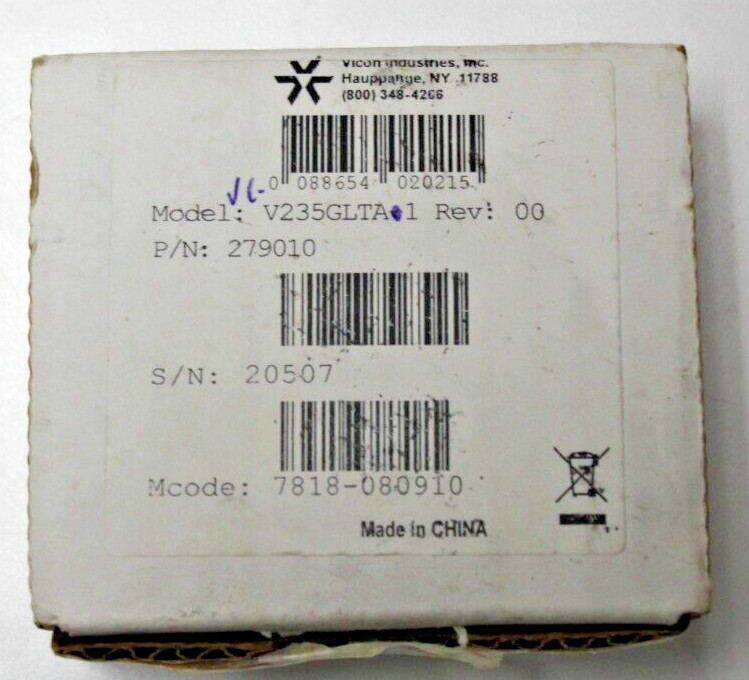 Vicon Industries, Inc.
Hauppauge, NY 11788
(800) 348-4266
0 088654 020215
Model: V235GLTA-1 Rev: 00
P/N: 279010
S/N: 20507
Mcode: 7818-080910
Made in CHINA